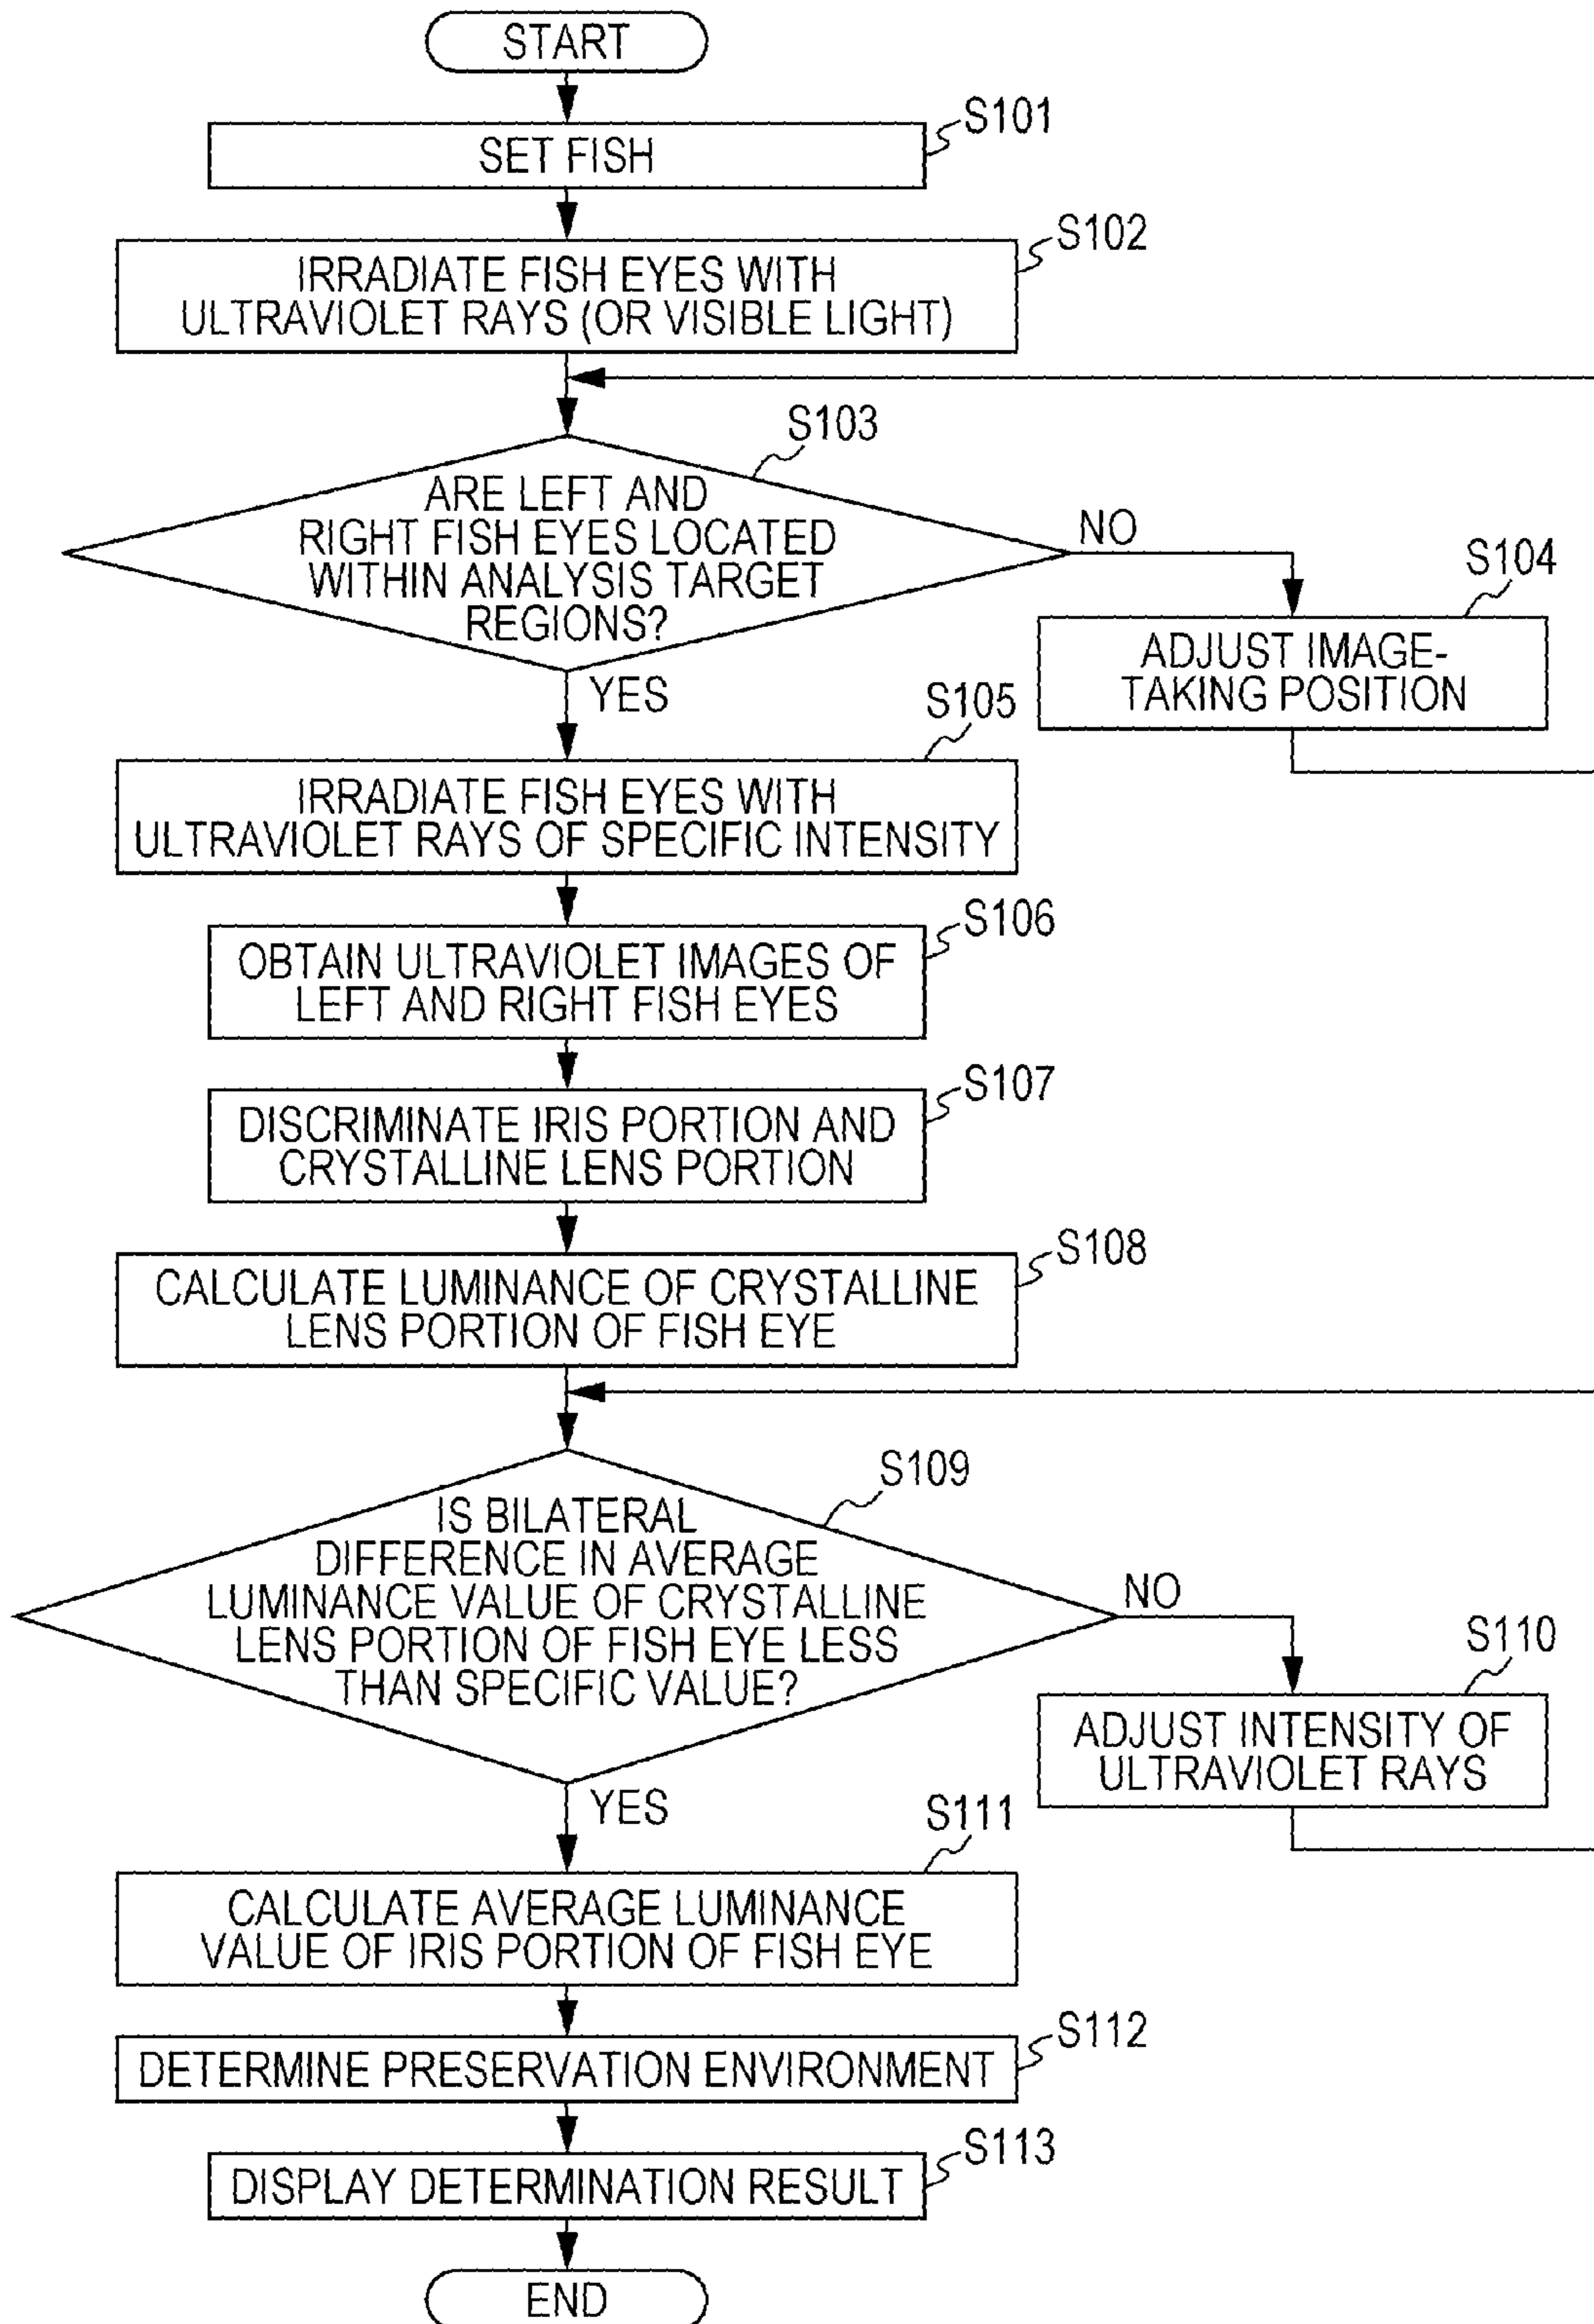 START
S101
SET FISH
S102
IRRADIATE FISH EYES WITH
ULTRAVIOLET RAYS (OR VISIBLE LIGHT)
S103
ARE LEFT AND
RIGHT FISH EYES LOCATED
WITHIN ANALYSIS TARGET
REGIONS?
NO
S104
ADJUST IMAGE-
TAKING POSITION
YES
S105
IRRADIATE FISH EYES WITH
ULTRAVIOLET RAYS OF SPECIFIC INTENSITY
S106
OBTAIN ULTRAVIOLET IMAGES OF
LEFT AND RIGHT FISH EYES
S107
DISCRIMINATE IRIS PORTION AND
CRYSTALLINE LENS PORTION
S108
CALCULATE LUMINANCE OF CRYSTALLINE
LENS PORTION OF FISH EYE
S109
IS BILATERAL
DIFFERENCE IN AVERAGE
LUMINANCE VALUE OF CRYSTALLINE
LENS PORTION OF FISH EYE LESS
THAN SPECIFIC VALUE?
NO
S110
ADJUST INTENSITY OF
ULTRAVIOLET RAYS
YES
S111
CALCULATE AVERAGE LUMINANCE
VALUE OF IRIS PORTION OF FISH EYE
S112
DETERMINE PRESERVATION ENVIRONMENT
S113
DISPLAY DETERMINATION RESULT
END